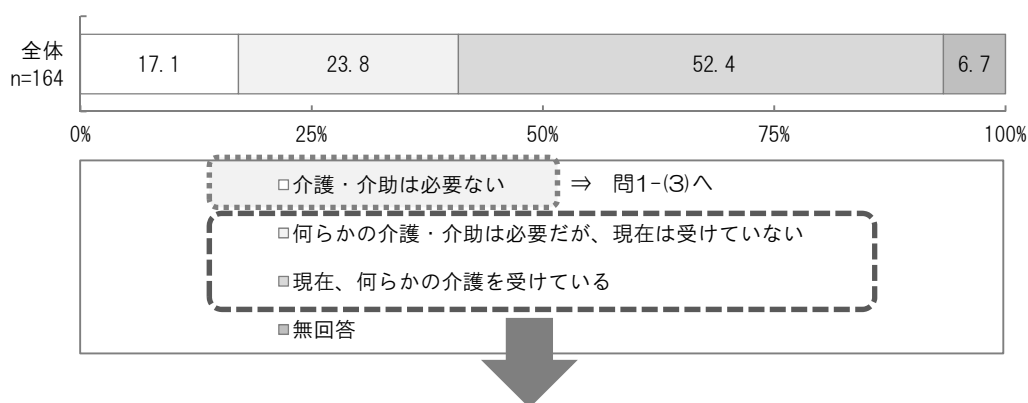 全体
n=164
17.1 23.8 52.4 6.7
0% 25% 50% 75% 100%
□介護・介助は必要ない ⇒ 問1-(3)へ
□何らかの介護・介助は必要だが、現在は受けていない
□現在、何らかの介護を受けている
□無回答